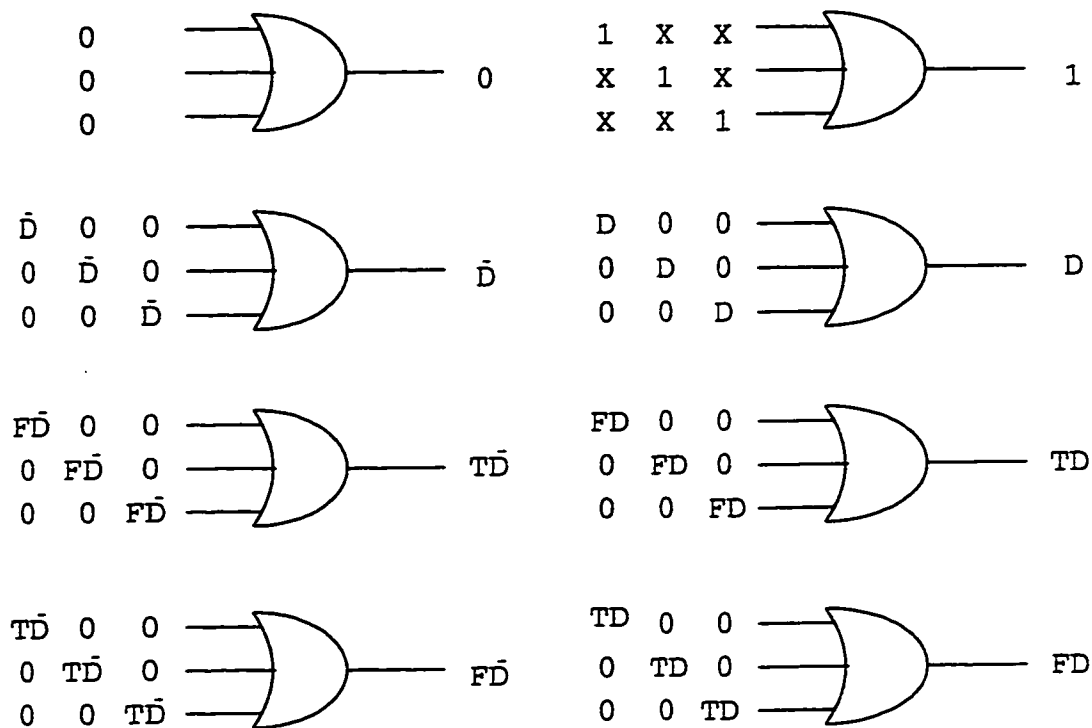 0
0 0
0
1 X X
X 1 X 1
X X 1
D̄ 0 0
0 D̄ 0 D̄
0 0 D̄
D 0 0
0 D 0 D
0 0 D
FD̄ 0 0
0 FD̄ 0 TD̄
0 0 FD̄
FD 0 0
0 FD 0 TD
0 0 FD
TD̄ 0 0
0 TD̄ 0 FD̄
0 0 TD̄
TD 0 0
0 TD 0 FD
0 0 TD